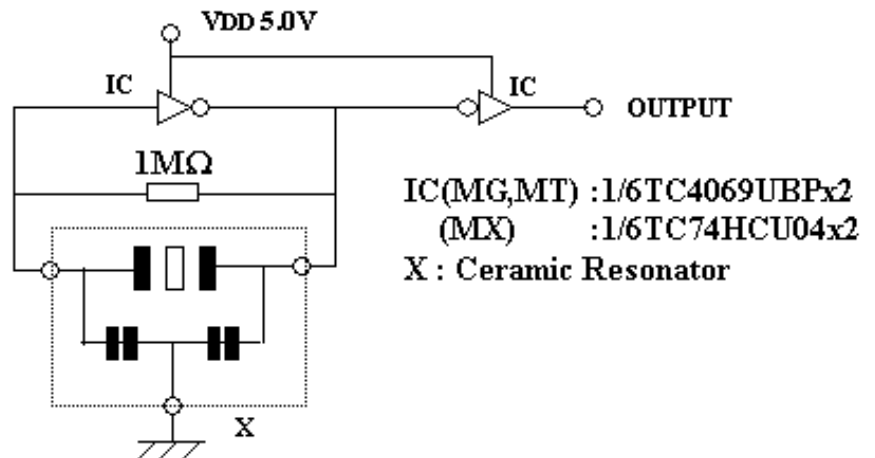 VDD 5.0V
IC
IC
OUTPUT
1MΩ
IC(MG,MT) :1/6TC4069UBPx2
(MX) :1/6TC74HCU04x2
X : Ceramic Resonator
X